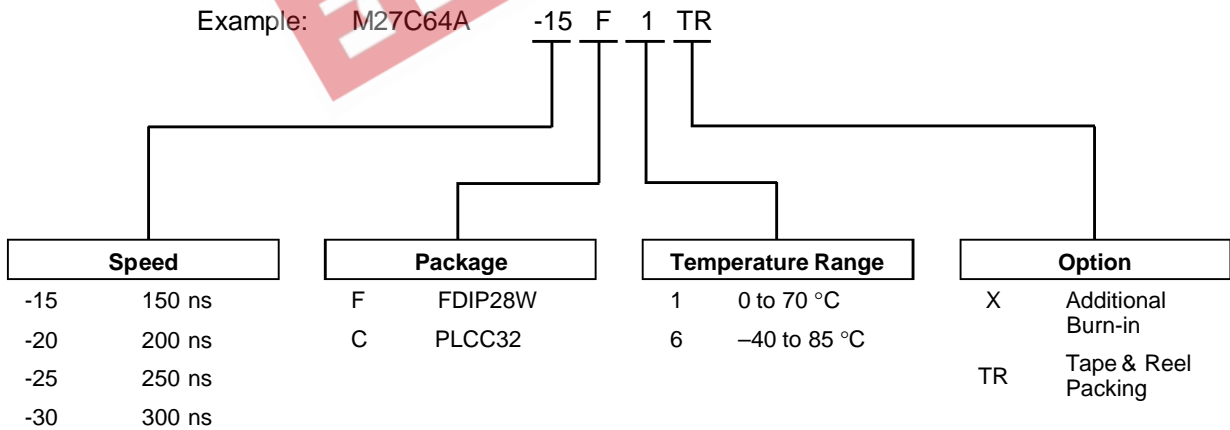 Example: M27C64A -15 F 1 TR
Speed
-15 150 ns
-20 200 ns
-25 250 ns
-30 300 ns
Package
F FDIP28W
C PLCC32
Temperature Range
1 0 to 70 °C
6 –40 to 85 °C
Option
X Additional
Burn-in
TR Tape & Reel
Packing